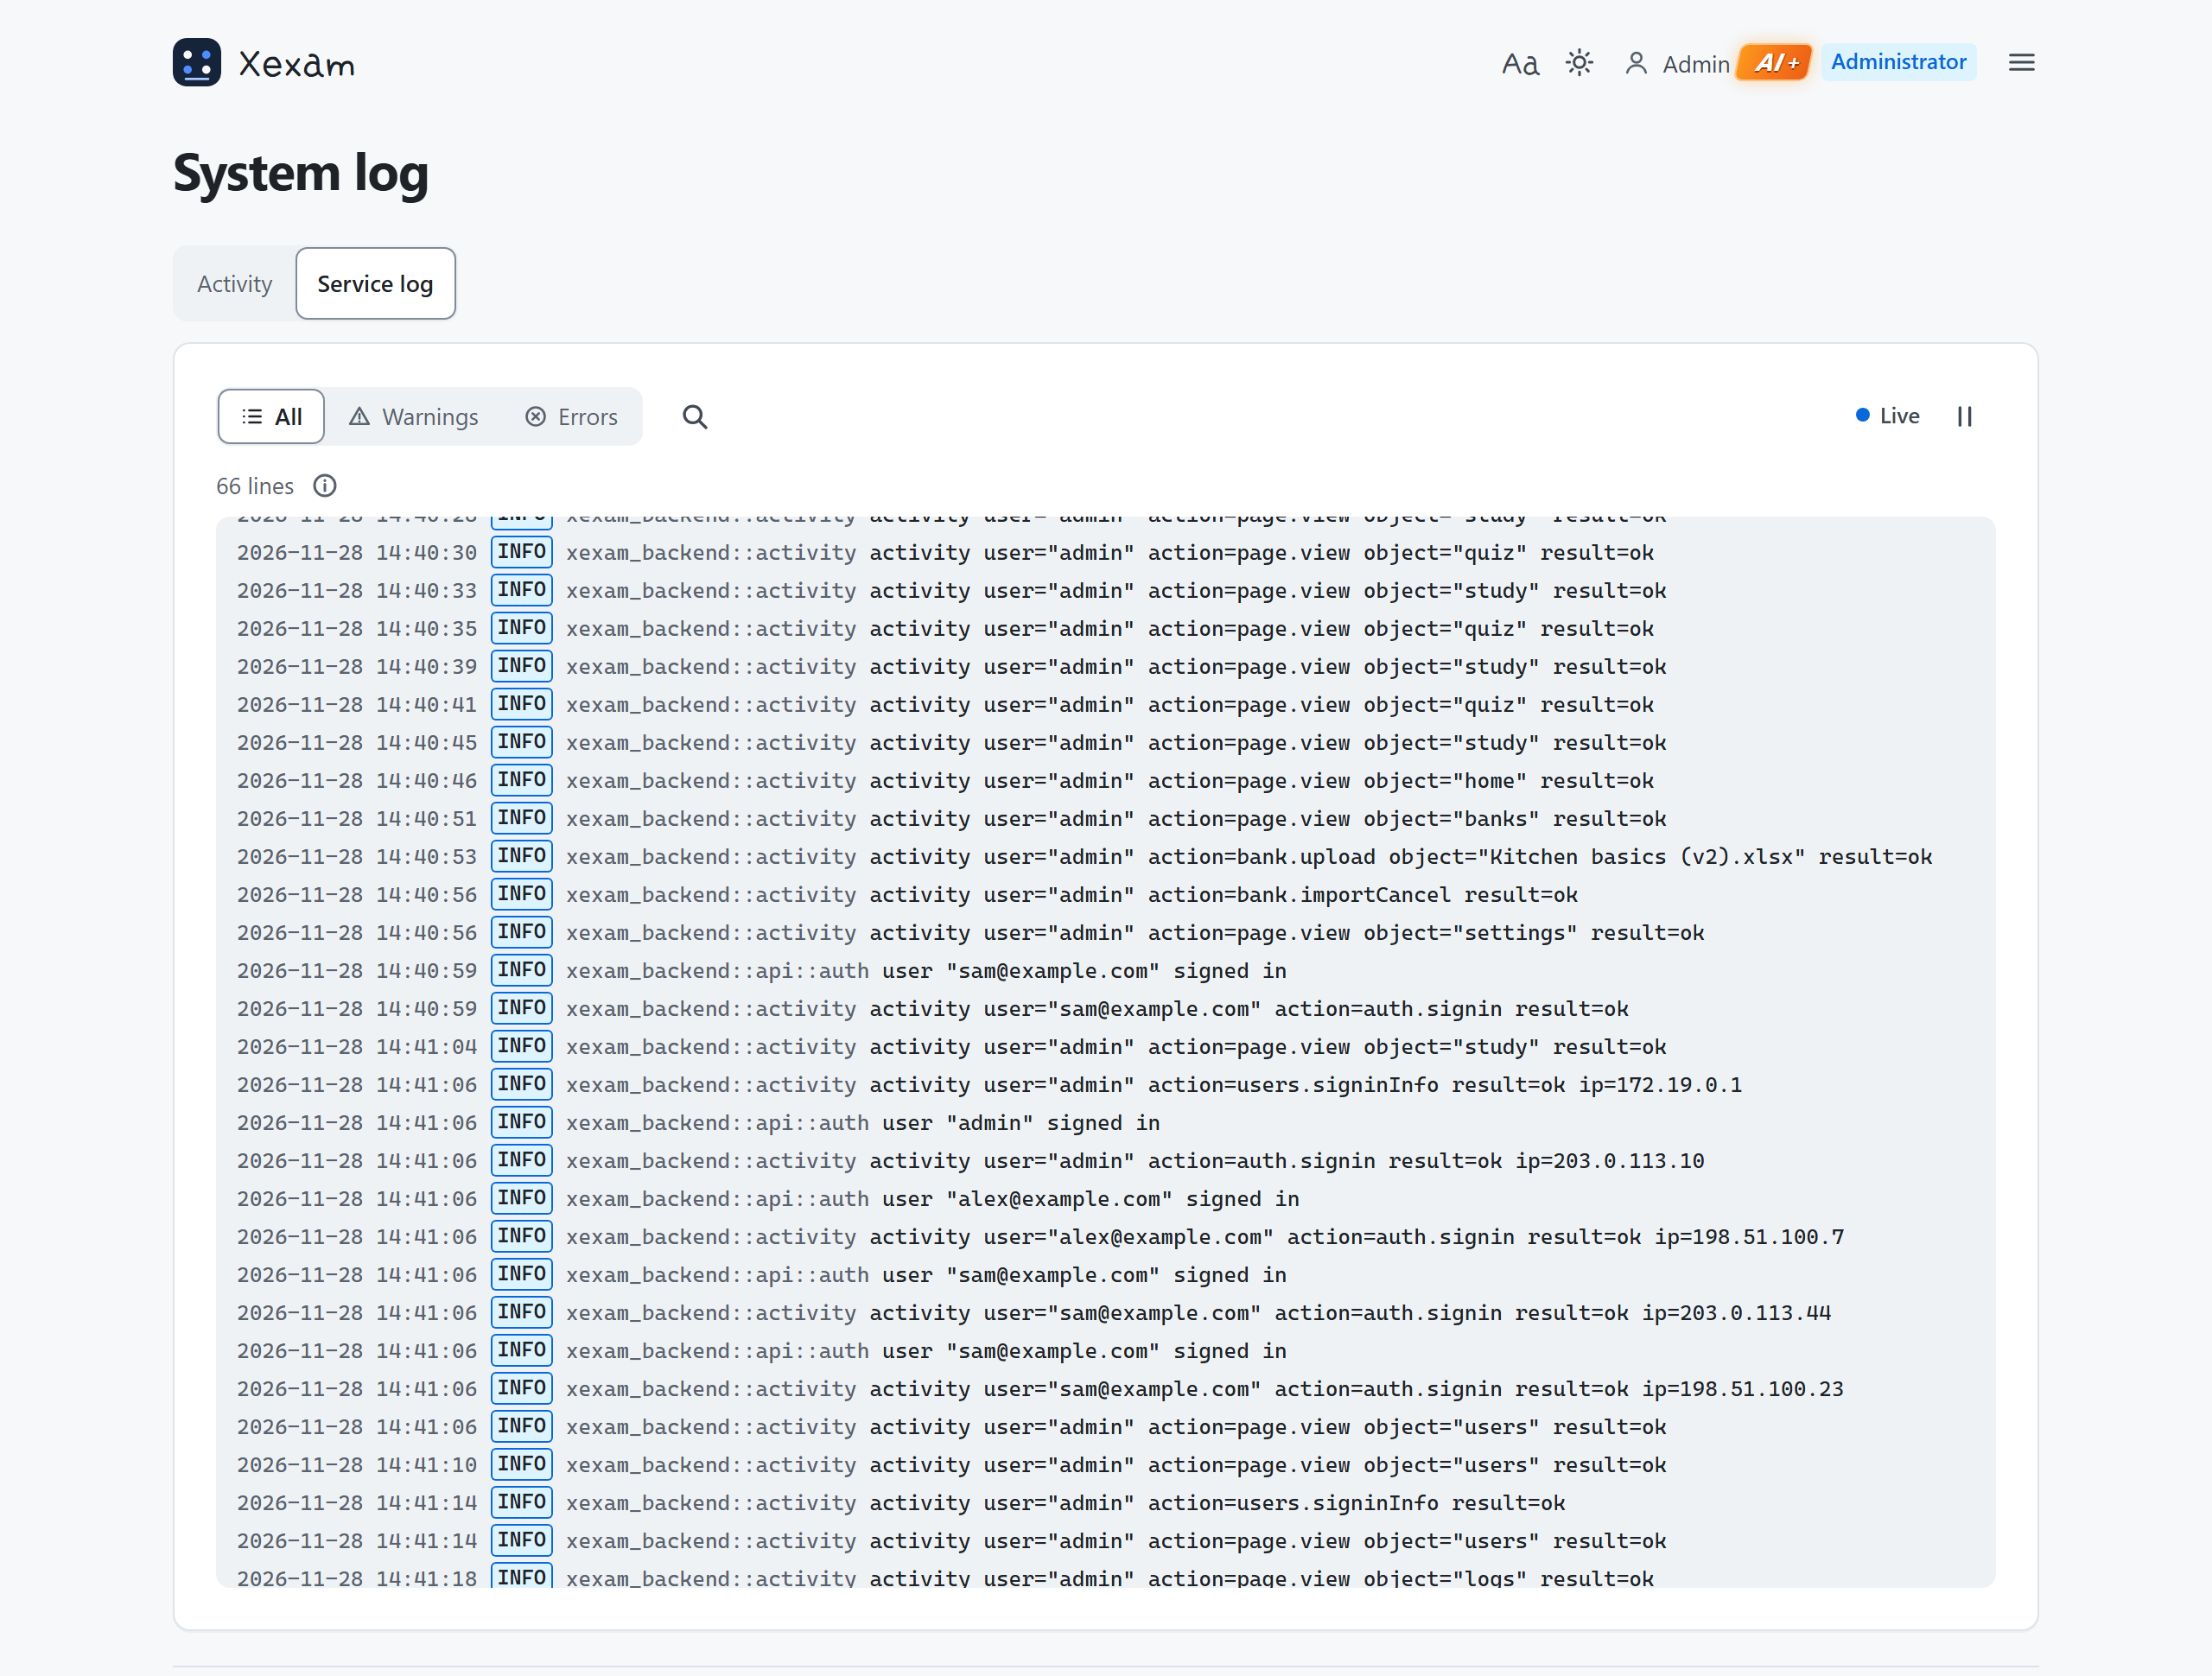 Xexam
Aa Admin AI+ Administrator
System log
Activity Service log
All Warnings Errors Live
66 lines
2026-11-28 14:40:28 INFO xexam_backend::activity activity user="admin" action=page.view object="study" result=ok
2026-11-28 14:40:30 INFO xexam_backend::activity activity user="admin" action=page.view object="quiz" result=ok
2026-11-28 14:40:33 INFO xexam_backend::activity activity user="admin" action=page.view object="study" result=ok
2026-11-28 14:40:35 INFO xexam_backend::activity activity user="admin" action=page.view object="quiz" result=ok
2026-11-28 14:40:39 INFO xexam_backend::activity activity user="admin" action=page.view object="study" result=ok
2026-11-28 14:40:41 INFO xexam_backend::activity activity user="admin" action=page.view object="quiz" result=ok
2026-11-28 14:40:45 INFO xexam_backend::activity activity user="admin" action=page.view object="study" result=ok
2026-11-28 14:40:46 INFO xexam_backend::activity activity user="admin" action=page.view object="home" result=ok
2026-11-28 14:40:51 INFO xexam_backend::activity activity user="admin" action=page.view object="banks" result=ok
2026-11-28 14:40:53 INFO xexam_backend::activity activity user="admin" action=bank.upload object="Kitchen basics (v2).xlsx" result=ok
2026-11-28 14:40:56 INFO xexam_backend::activity activity user="admin" action=bank.importCancel result=ok
2026-11-28 14:40:56 INFO xexam_backend::activity activity user="admin" action=page.view object="settings" result=ok
2026-11-28 14:40:59 INFO xexam_backend::api::auth user "sam@example.com" signed in
2026-11-28 14:40:59 INFO xexam_backend::activity activity user="sam@example.com" action=auth.signin result=ok
2026-11-28 14:41:04 INFO xexam_backend::activity activity user="admin" action=page.view object="study" result=ok
2026-11-28 14:41:06 INFO xexam_backend::activity activity user="admin" action=users.signinInfo result=ok ip=172.19.0.1
2026-11-28 14:41:06 INFO xexam_backend::api::auth user "admin" signed in
2026-11-28 14:41:06 INFO xexam_backend::activity activity user="admin" action=auth.signin result=ok ip=203.0.113.10
2026-11-28 14:41:06 INFO xexam_backend::api::auth user "alex@example.com" signed in
2026-11-28 14:41:06 INFO xexam_backend::activity activity user="alex@example.com" action=auth.signin result=ok ip=198.51.100.7
2026-11-28 14:41:06 INFO xexam_backend::api::auth user "sam@example.com" signed in
2026-11-28 14:41:06 INFO xexam_backend::activity activity user="sam@example.com" action=auth.signin result=ok ip=203.0.113.44
2026-11-28 14:41:06 INFO xexam_backend::api::auth user "sam@example.com" signed in
2026-11-28 14:41:06 INFO xexam_backend::activity activity user="sam@example.com" action=auth.signin result=ok ip=198.51.100.23
2026-11-28 14:41:06 INFO xexam_backend::activity activity user="admin" action=page.view object="users" result=ok
2026-11-28 14:41:10 INFO xexam_backend::activity activity user="admin" action=page.view object="users" result=ok
2026-11-28 14:41:14 INFO xexam_backend::activity activity user="admin" action=users.signinInfo result=ok
2026-11-28 14:41:14 INFO xexam_backend::activity activity user="admin" action=page.view object="users" result=ok
2026-11-28 14:41:18 INFO xexam_backend::activity activity user="admin" action=page.view object="logs" result=ok